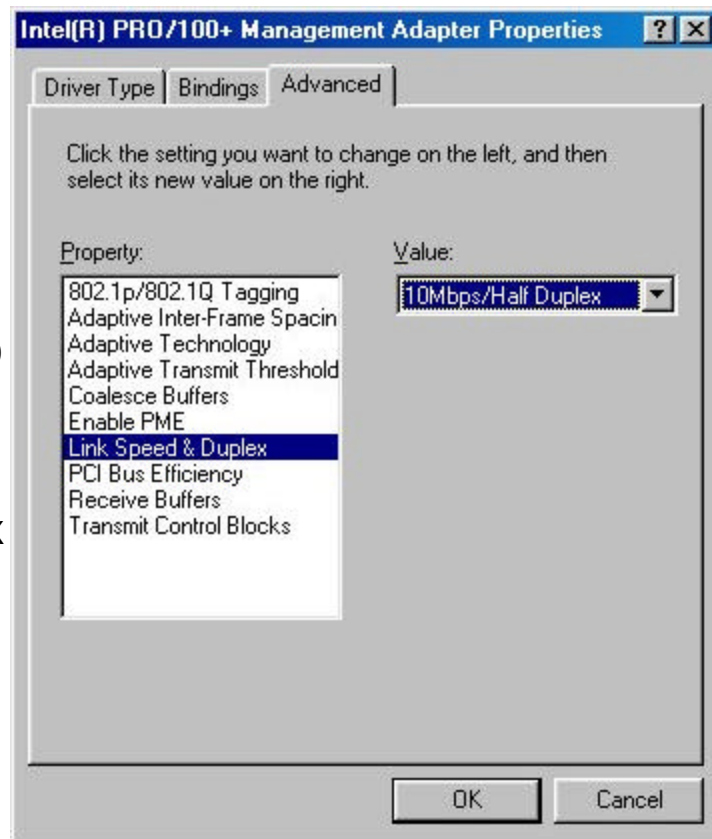 Intel(R) PRO/100+ Management Adapter Properties
Driver Type Bindings Advanced
Click the setting you want to change on the left, and then
select its new value on the right.
Property: Value:
802.1p/802.1Q Tagging 10Mbps/Half Duplex
Adaptive Inter-Frame Spacin
Adaptive Technology
)
Adaptive Transmit Threshold
Coalesce Buffers
Enable PME
Link Speed & Duplex
PCI Bus Efficiency
Receive Buffers
Transmit Control Blocks
OK Cancel